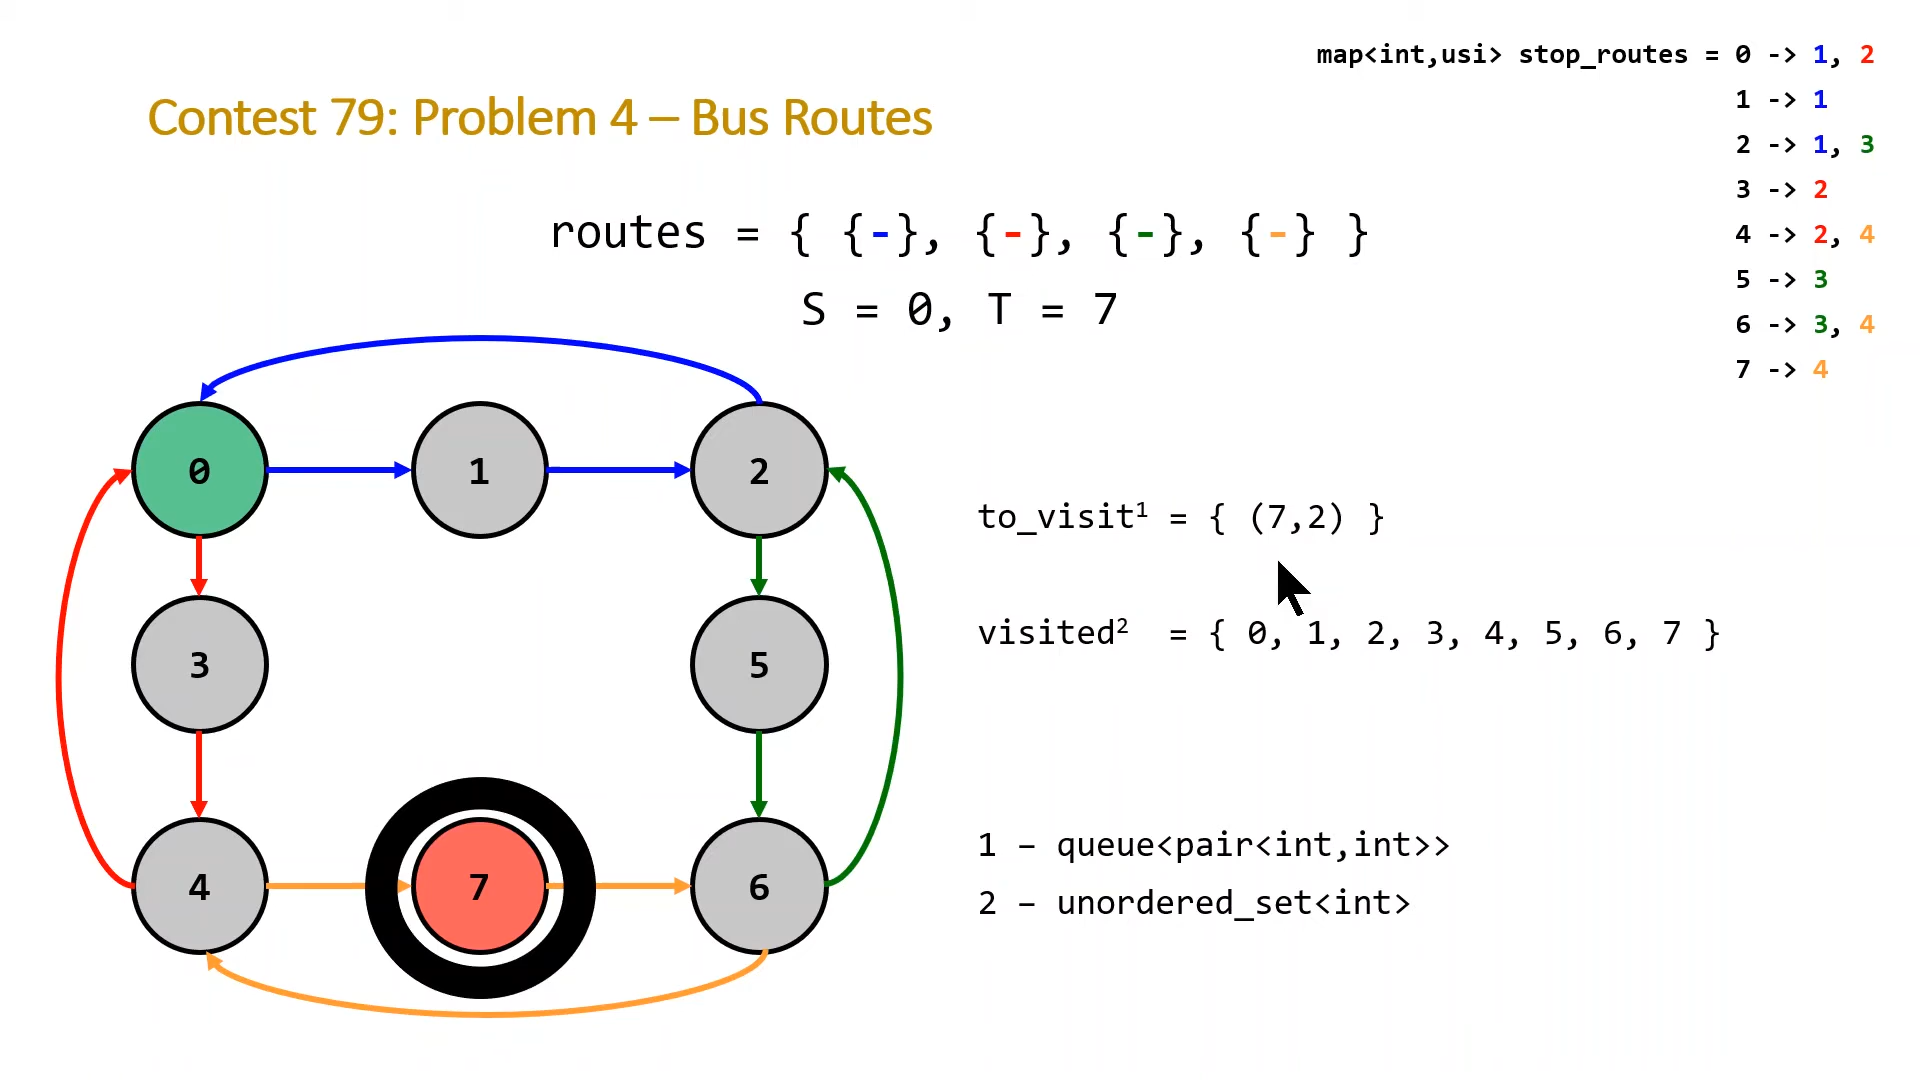 map<int,usi> stop_routes = 0 -> 1, 2
1 -> 1
2 -> 1, 3
3 -> 2
4 -> 2, 4
5 -> 3
6 -> 3, 4
7 -> 4
Contest 79: Problem 4 – Bus Routes
routes = { {-}, {-}, {-}, {-} }
S = 0, T = 7
0
1
2
3
5
4
7
6
to_visit¹ = { (7,2) }
visited² = { 0, 1, 2, 3, 4, 5, 6, 7 }
1 – queue<pair<int,int>>
2 – unordered_set<int>